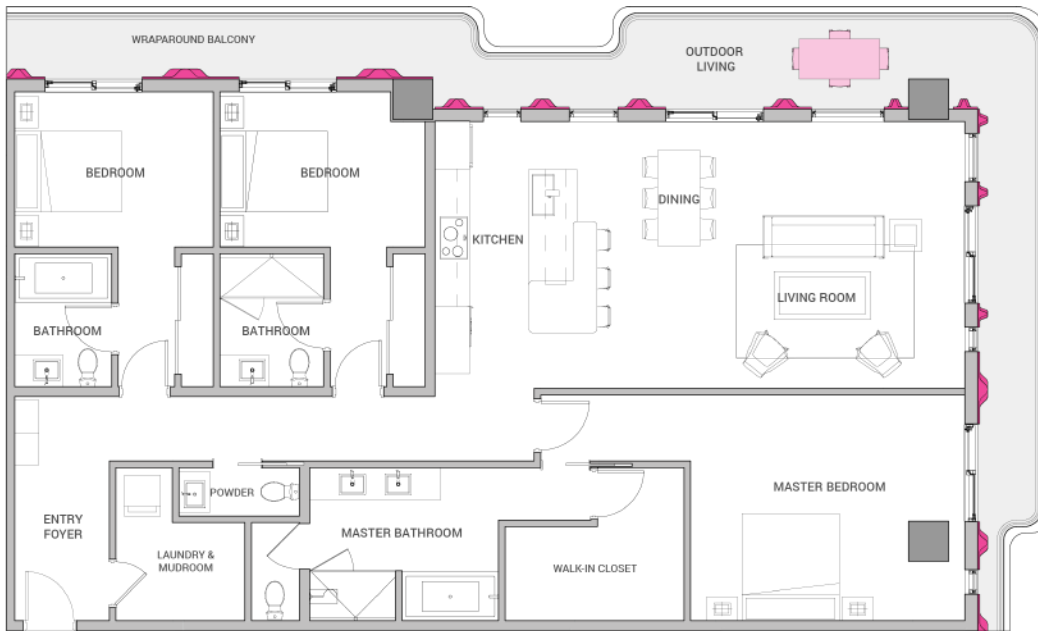 WRAPAROUND BALCONY
OUTDOOR
LIVING
BEDROOM
BEDROOM
DINING
KITCHEN
LIVING ROOM
BATHROOM
BATHROOM
MASTER BEDROOM
POWDER
ENTRY
FOYER
MASTER BATHROOM
LAUNDRY &
MUDROOM
WALK-IN CLOSET